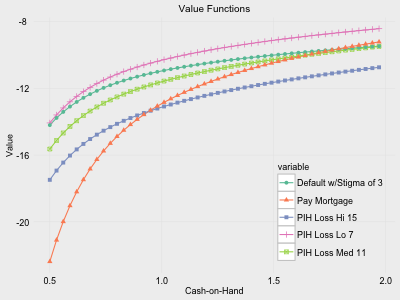 Value Functions
-8
-12
-16
-20
Value
variable
Default w/Stigma of 3
Pay Mortgage
PIH Loss Hi 15
PIH Loss Lo 7
PIH Loss Med 11
0.5
1.0
1.5
2.0
Cash-on-Hand